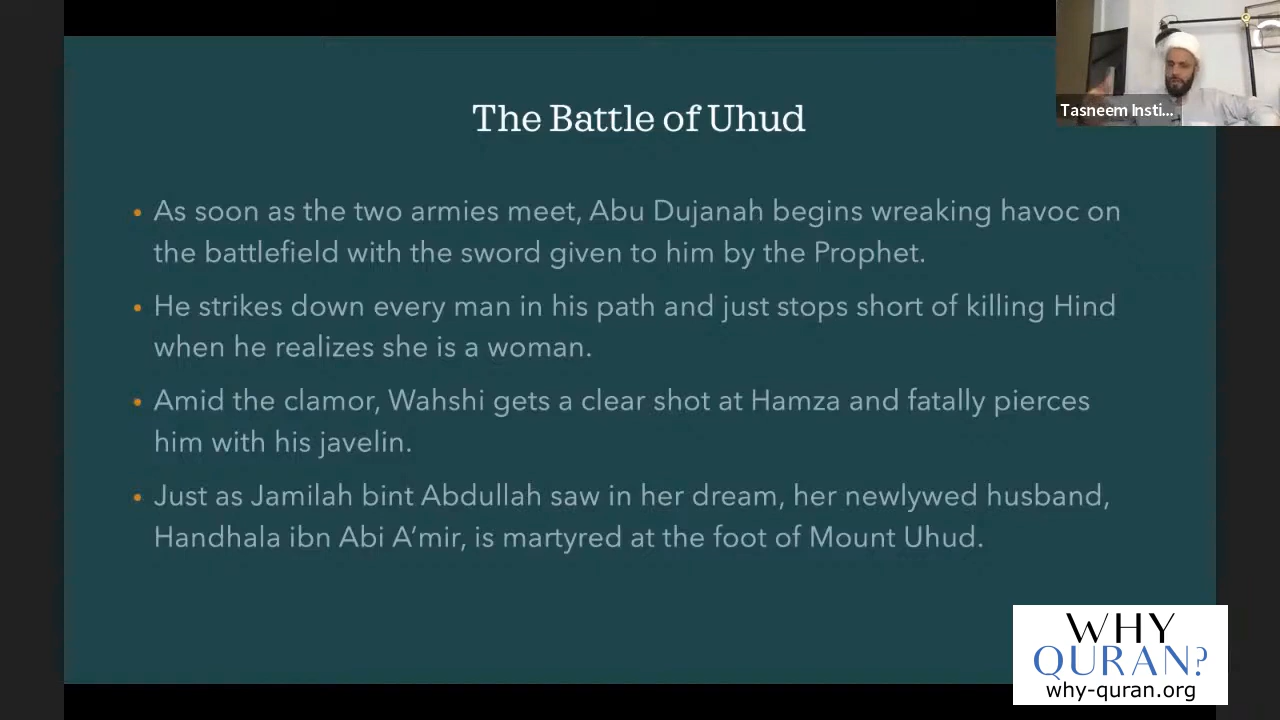 Tasneem Insti...
The Battle of Uhud
• As soon as the two armies meet, Abu Dujanah begins wreaking havoc on
the battlefield with the sword given to him by the Prophet.
• He strikes down every man in his path and just stops short of killing Hind
when he realizes she is a woman.
• Amid the clamor, Wahshi gets a clear shot at Hamza and fatally pierces
him with his javelin.
• Just as Jamilah bint Abdullah saw in her dream, her newlywed husband,
Handhala ibn Abi A’mir, is martyred at the foot of Mount Uhud.
WHY
QURAN?
why-quran.org